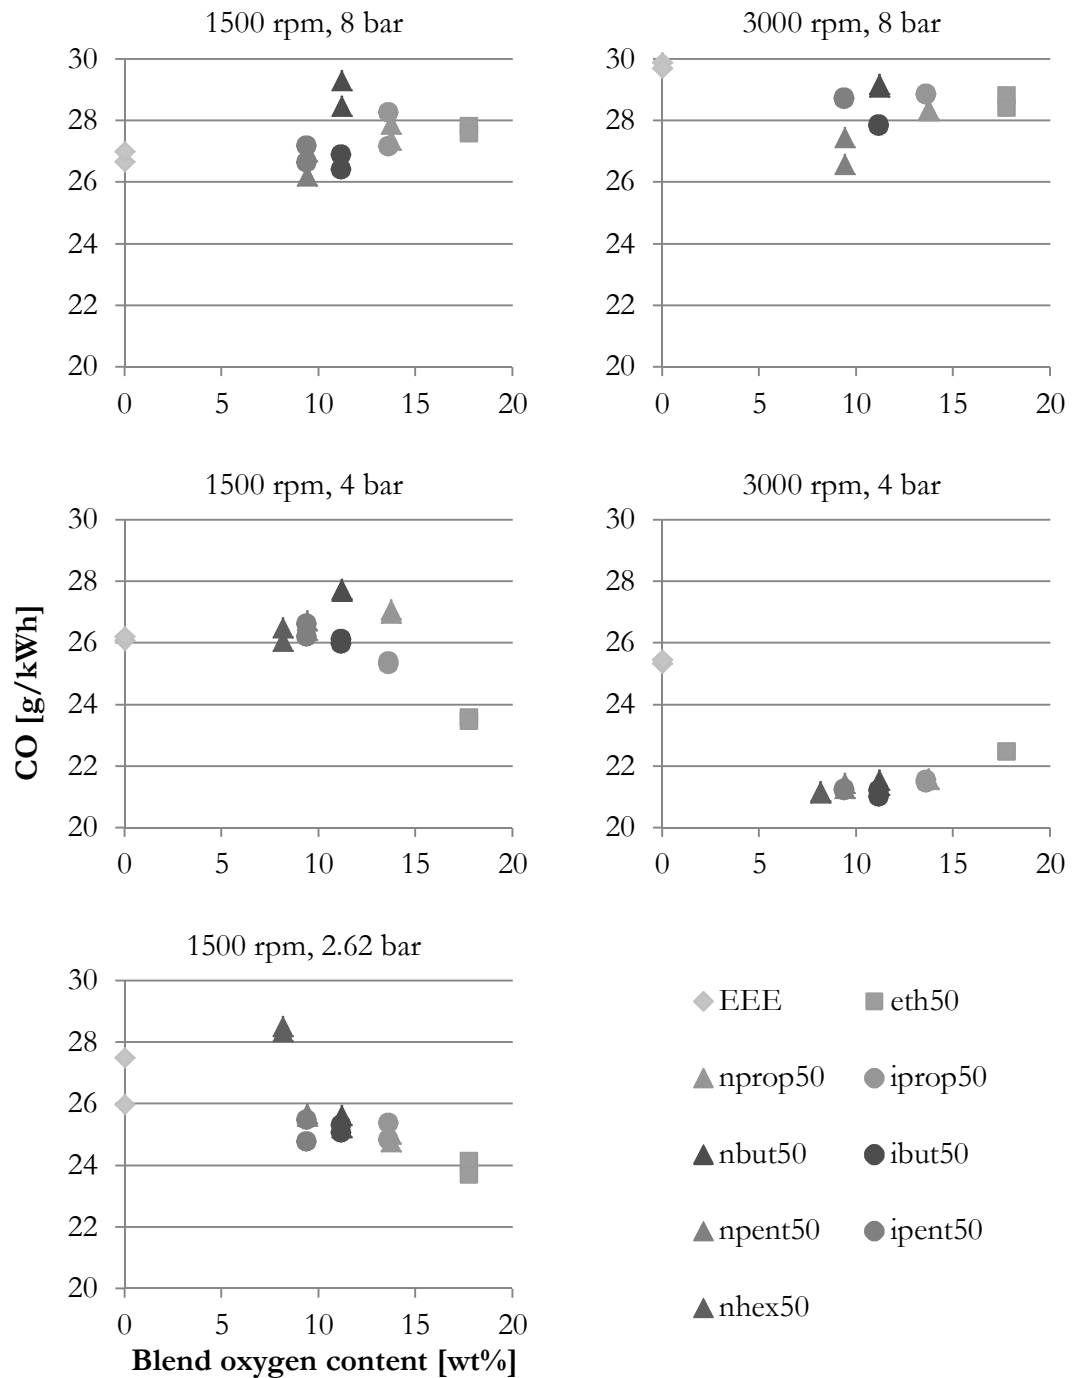 1500 rpm, 8 bar
30
28
26
24
22
20
0 5 10 15 20
3000 rpm, 8 bar
30
28
26
24
22
20
0 5 10 15 20
1500 rpm, 4 bar
30
28
26
24
22
20
0 5 10 15 20
3000 rpm, 4 bar
30
28
26
24
22
20
0 5 10 15 20
CO [g/kWh]
1500 rpm, 2.62 bar
30
28
26
24
22
20
0 5 10 15 20
Blend oxygen content [wt%]
EEE eth50
nprop50 iprop50
nbut50 ibut50
npent50 ipent50
nhex50